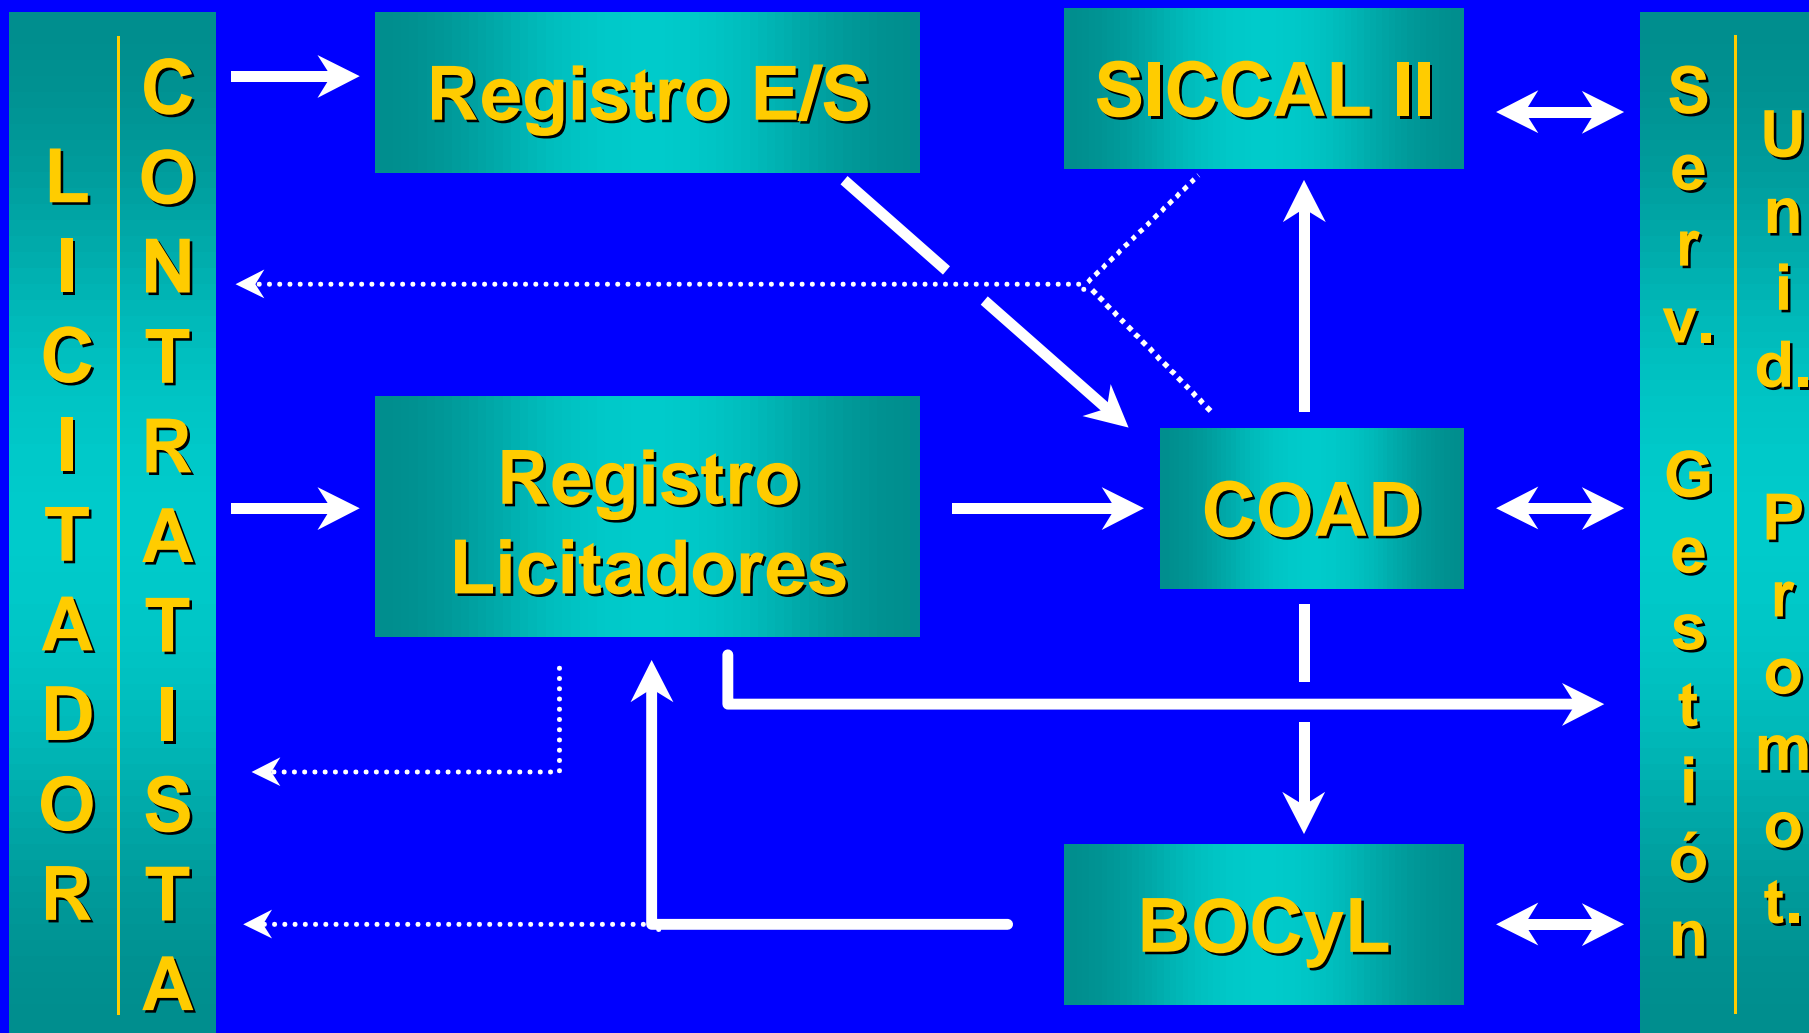 LICITADOR
CONTRATISTA
Registro E/S
SICCAL II
Registro
Licitadores
COAD
BOCyL
Serv. Gestión
Unid. Promot.